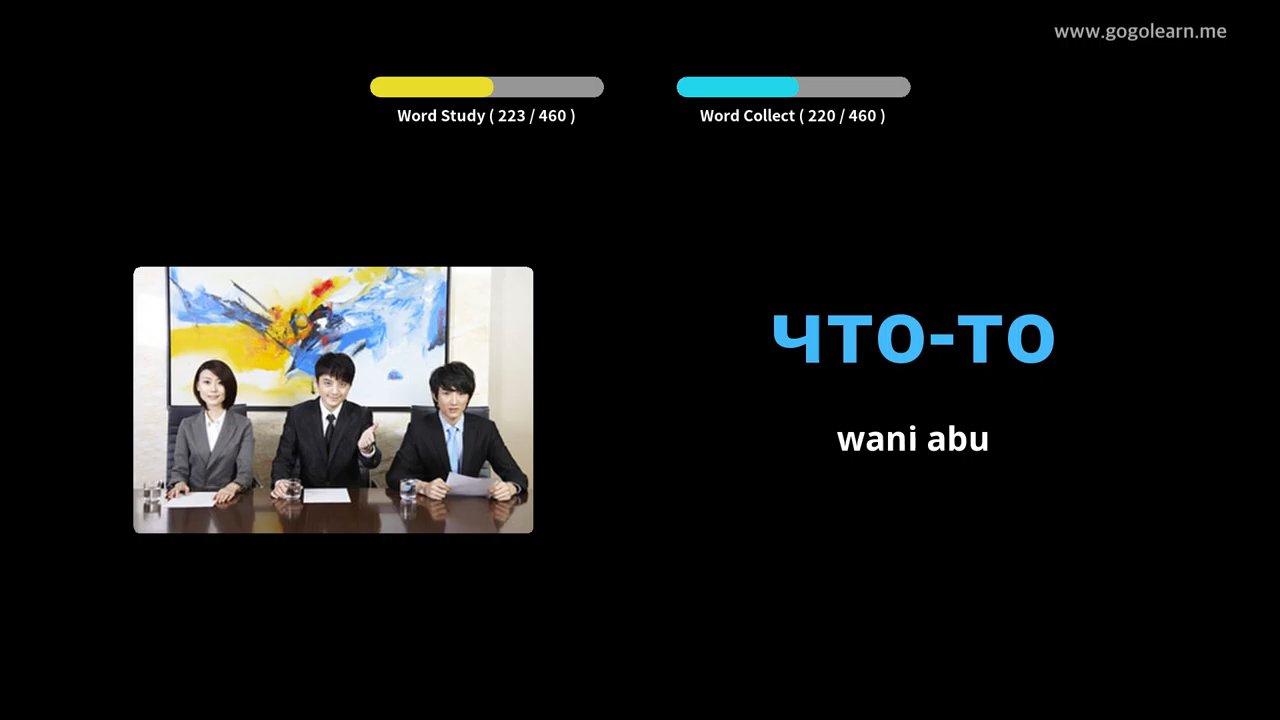 www.gogolearn.me
Word Study ( 223 / 460 )
Word Collect ( 220 / 460 )
что-то
wani abu